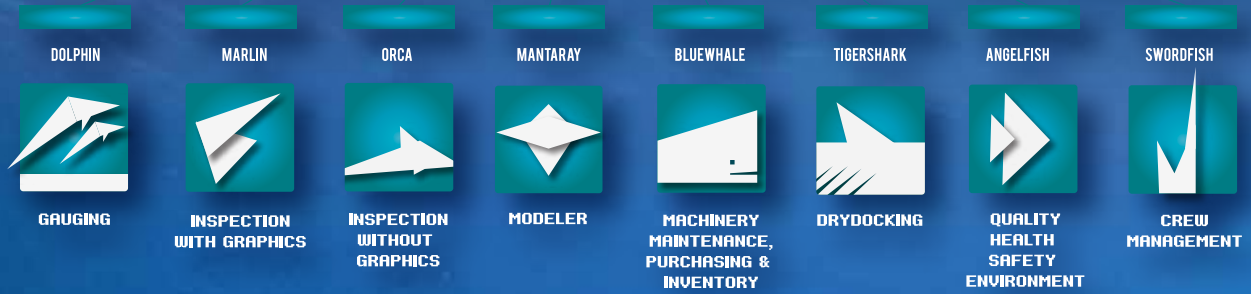 DOLPHIN
MARLIN
ORCA
MANTARAY
BLUEWHALE
TIGERSHARK
ANGELFISH
SWORDFISH
GAUGING
INSPECTION
WITH GRAPHICS
INSPECTION
WITHOUT
GRAPHICS
MODELER
MACHINERY
MAINTENANCE,
PURCHASING &
INVENTORY
DRYDOCKING
QUALITY
HEALTH
SAFETY
ENVIRONMENT
CREW
MANAGEMENT